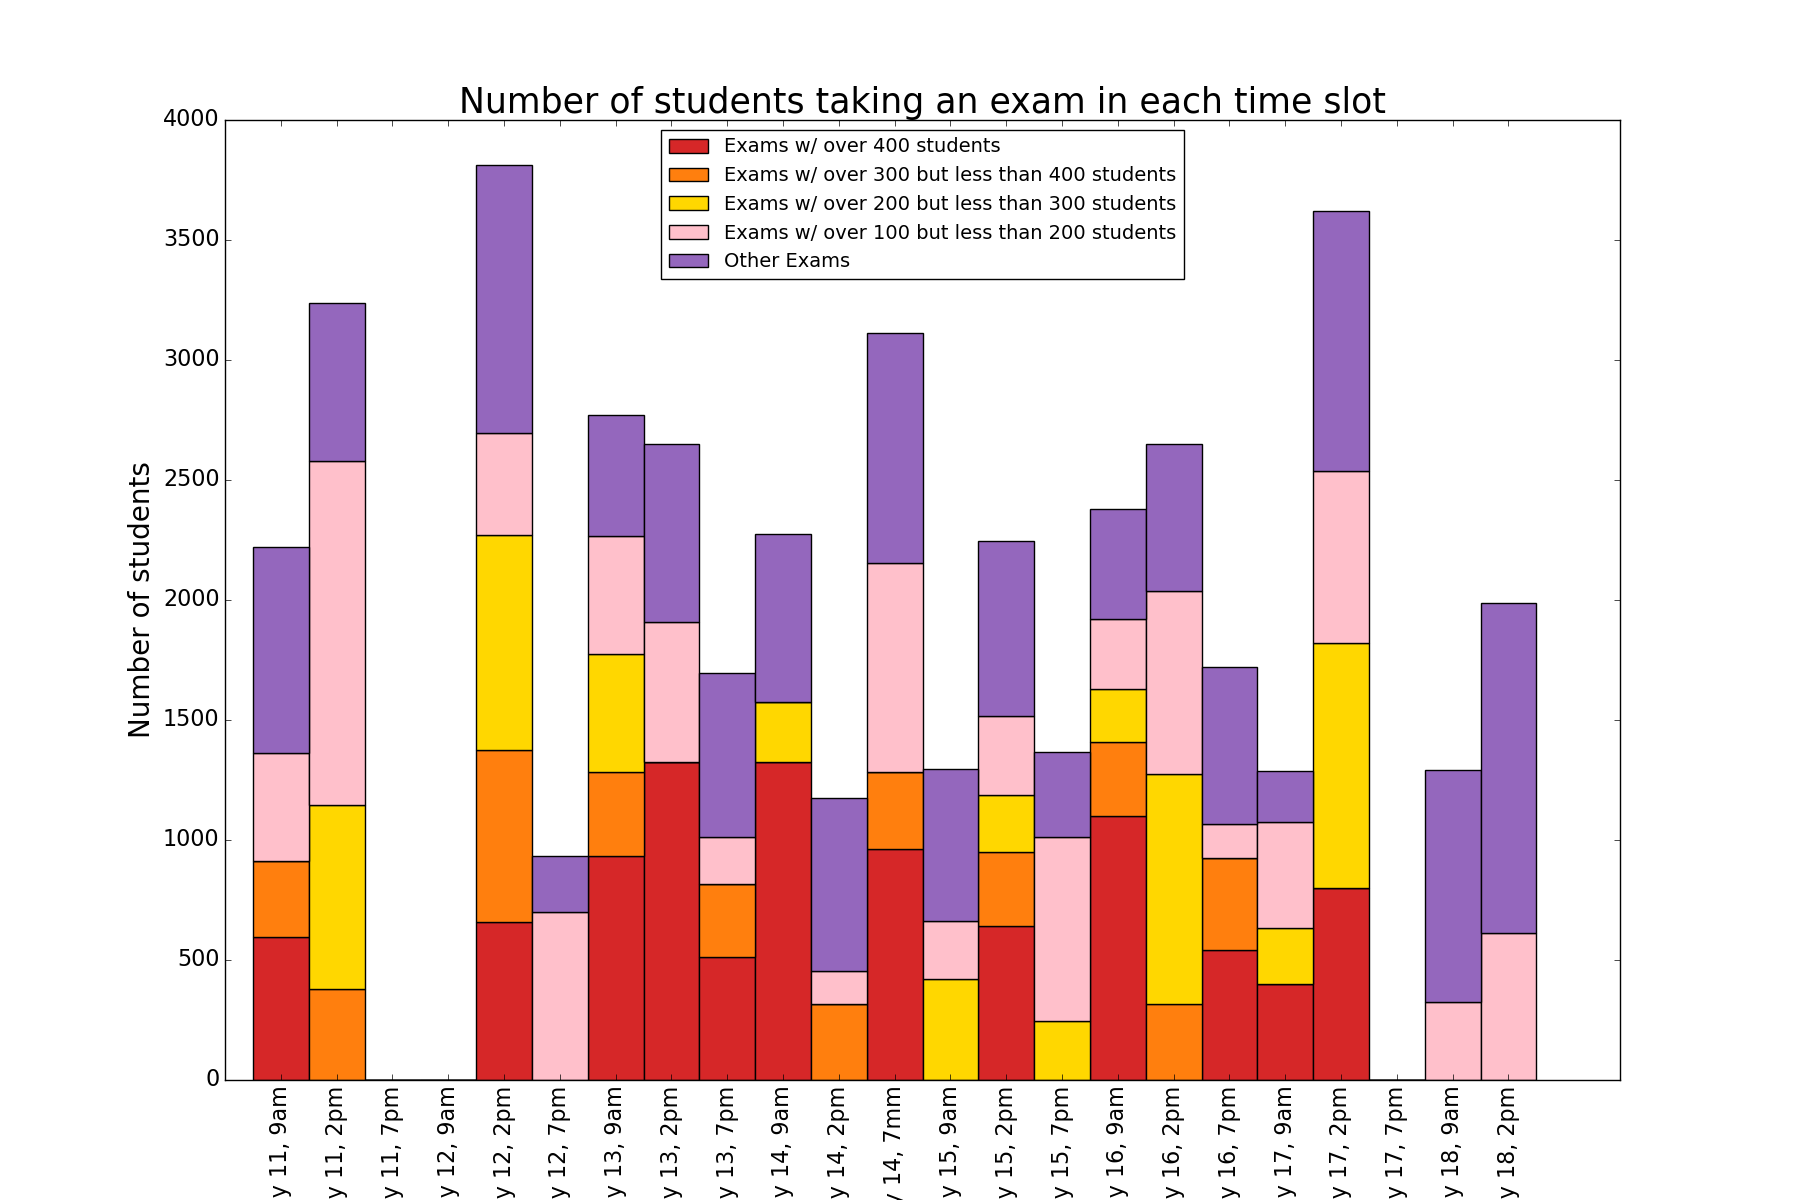 Number of students taking an exam in each time slot
Exams w/ over 400 students
Exams w/ over 300 but less than 400 students
Exams w/ over 200 but less than 300 students
Exams w/ over 100 but less than 200 students
Other Exams
Number of students
4000
3500
3000
2500
2000
1500
1000
500
0
y 11, 9am
y 11, 2pm
y 11, 7pm
y 12, 9am
y 12, 2pm
y 12, 7pm
y 13, 9am
y 13, 2pm
y 13, 7pm
y 14, 9am
y 14, 2pm
y 14, 7mm
y 15, 9am
y 15, 2pm
y 15, 7pm
y 16, 9am
y 16, 2pm
y 16, 7pm
y 17, 9am
y 17, 2pm
y 17, 7pm
y 18, 9am
y 18, 2pm